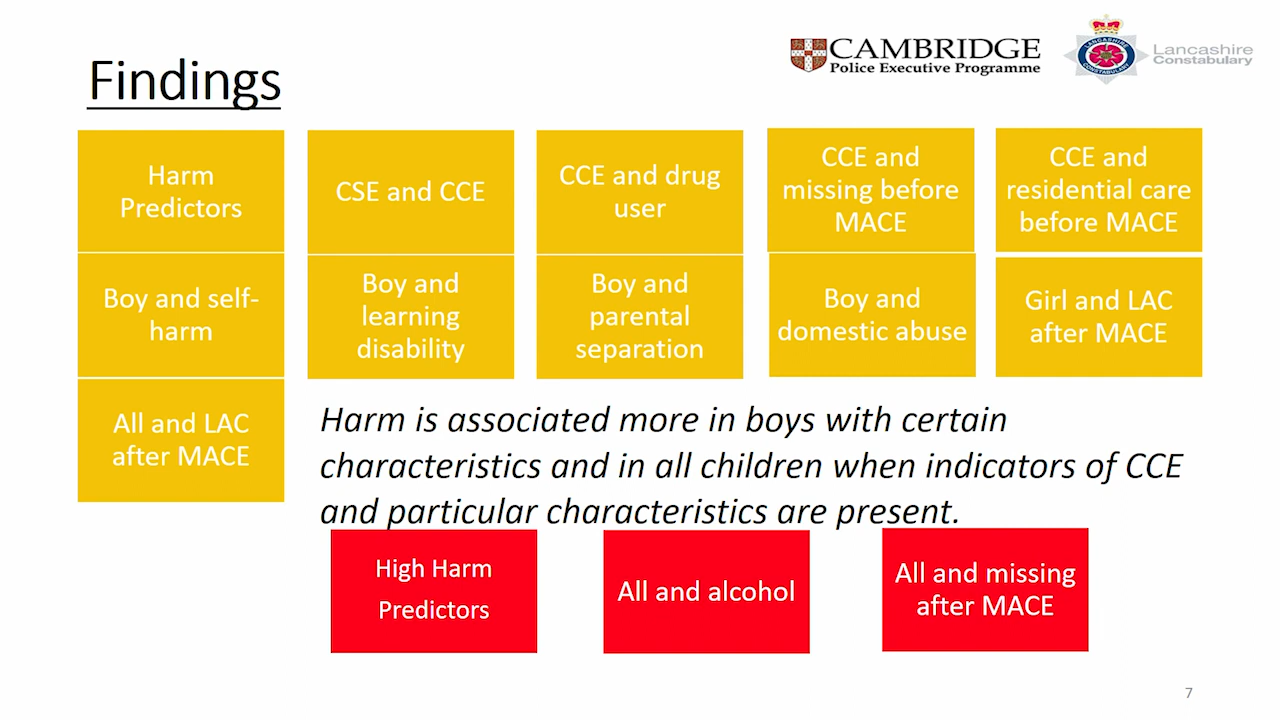 Findings
CAMBRIDGE
Police Executive Programme
LANCASHIRE
CONSTABULARY
Lancashire
Constabulary
Harm
Predictors
CSE and CCE
CCE and drug
user
CCE and
missing before
MACE
CCE and
residential care
before MACE
Boy and self-
harm
Boy and
learning
disability
Boy and
parental
separation
Boy and
domestic abuse
Girl and LAC
after MACE
All and LAC
after MACE
Harm is associated more in boys with certain
characteristics and in all children when indicators of CCE
and particular characteristics are present.
High Harm
Predictors
All and alcohol
All and missing
after MACE
7